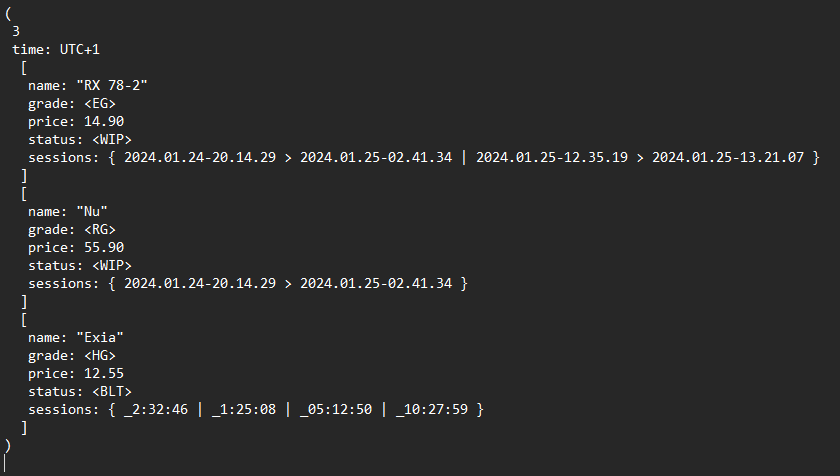 (
3
time: UTC+1
[
name: "RX 78-2"
grade: <EG>
price: 14.90
status: <WIP>
sessions: { 2024.01.24-20.14.29 > 2024.01.25-02.41.34 | 2024.01.25-12.35.19 > 2024.01.25-13.21.07 }
]
[
name: "Nu"
grade: <RG>
price: 55.90
status: <WIP>
sessions: { 2024.01.24-20.14.29 > 2024.01.25-02.41.34 }
]
[
name: "Exia"
grade: <HG>
price: 12.55
status: <BLT>
sessions: { _2:32:46 | _1:25:08 | _05:12:50 | _10:27:59 }
]
)